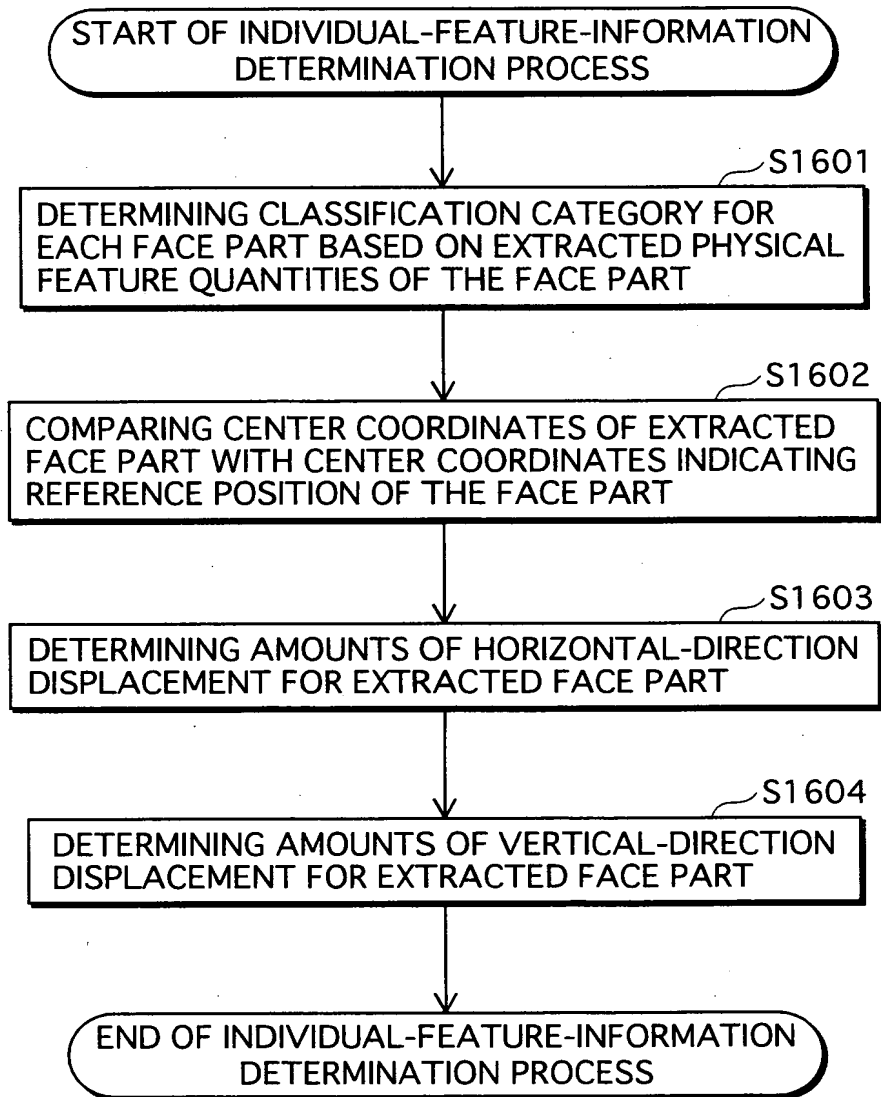 START OF INDIVIDUAL-FEATURE-INFORMATION
DETERMINATION PROCESS
S1601
DETERMINING CLASSIFICATION CATEGORY FOR
EACH FACE PART BASED ON EXTRACTED PHYSICAL
FEATURE QUANTITIES OF THE FACE PART
S1602
COMPARING CENTER COORDINATES OF EXTRACTED
FACE PART WITH CENTER COORDINATES INDICATING
REFERENCE POSITION OF THE FACE PART
S1603
DETERMINING AMOUNTS OF HORIZONTAL-DIRECTION
DISPLACEMENT FOR EXTRACTED FACE PART
S1604
DETERMINING AMOUNTS OF VERTICAL-DIRECTION
DISPLACEMENT FOR EXTRACTED FACE PART
END OF INDIVIDUAL-FEATURE-INFORMATION
DETERMINATION PROCESS